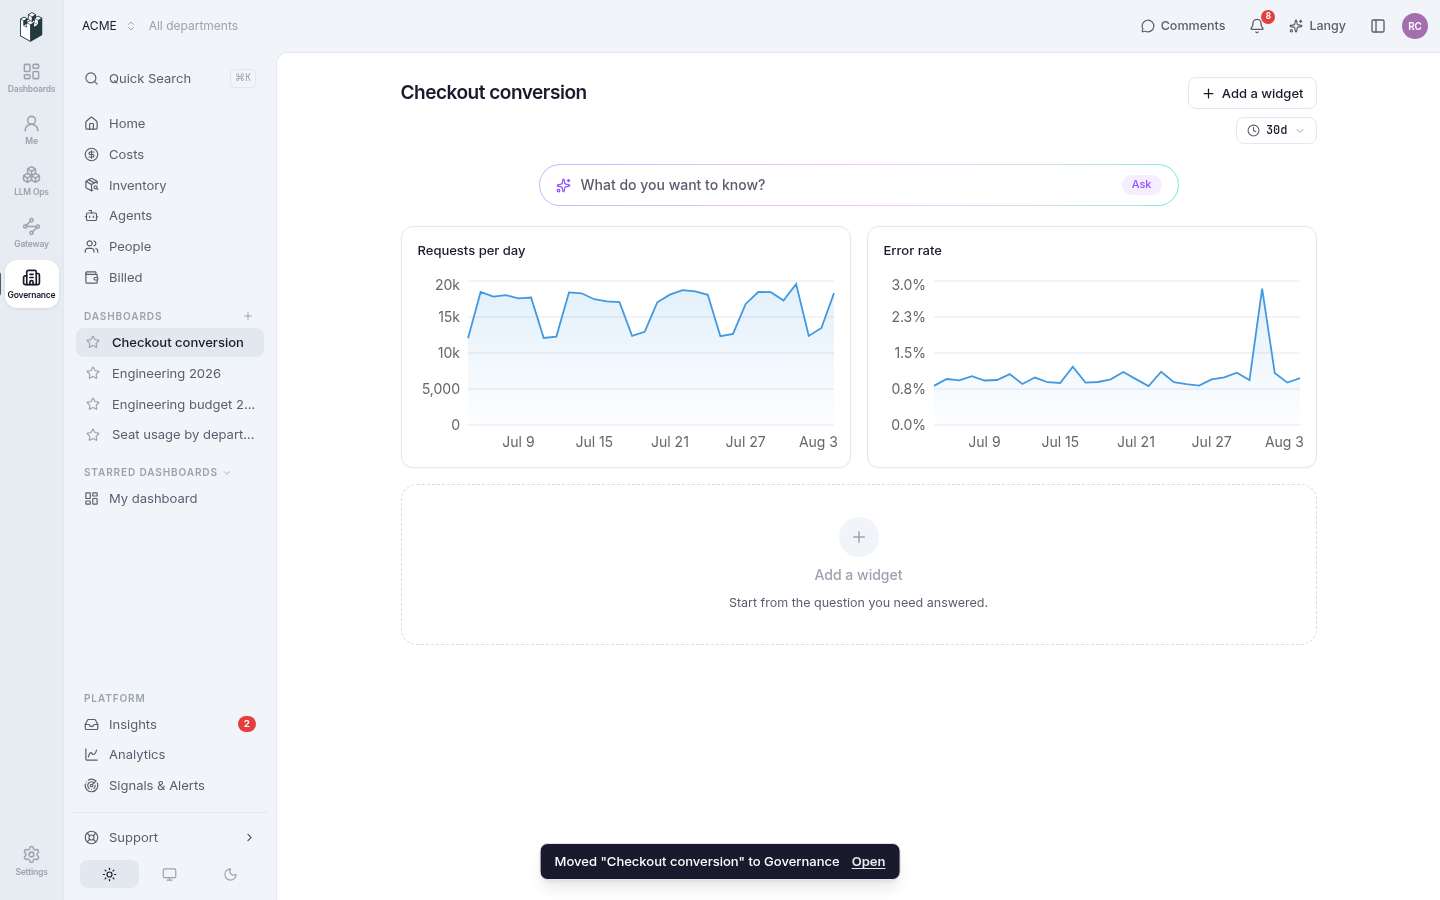 ACME
All departments
Comments
8
Langy
RC
Dashboards
Me
LLM Ops
Gateway
Governance
Settings
Quick Search
⌘K
Home
Costs
Inventory
Agents
People
Billed
DASHBOARDS
Checkout conversion
Engineering 2026
Engineering budget 2...
Seat usage by depart...
STARRED DASHBOARDS
My dashboard
PLATFORM
Insights
2
Analytics
Signals & Alerts
Support
Checkout conversion
Add a widget
30d
What do you want to know?
Ask
Requests per day
20k
15k
10k
5,000
0
Jul 9
Jul 15
Jul 21
Jul 27
Aug 3
Error rate
3.0%
2.3%
1.5%
0.8%
0.0%
Jul 9
Jul 15
Jul 21
Jul 27
Aug 3
Add a widget
Start from the question you need answered.
Moved "Checkout conversion" to Governance
Open